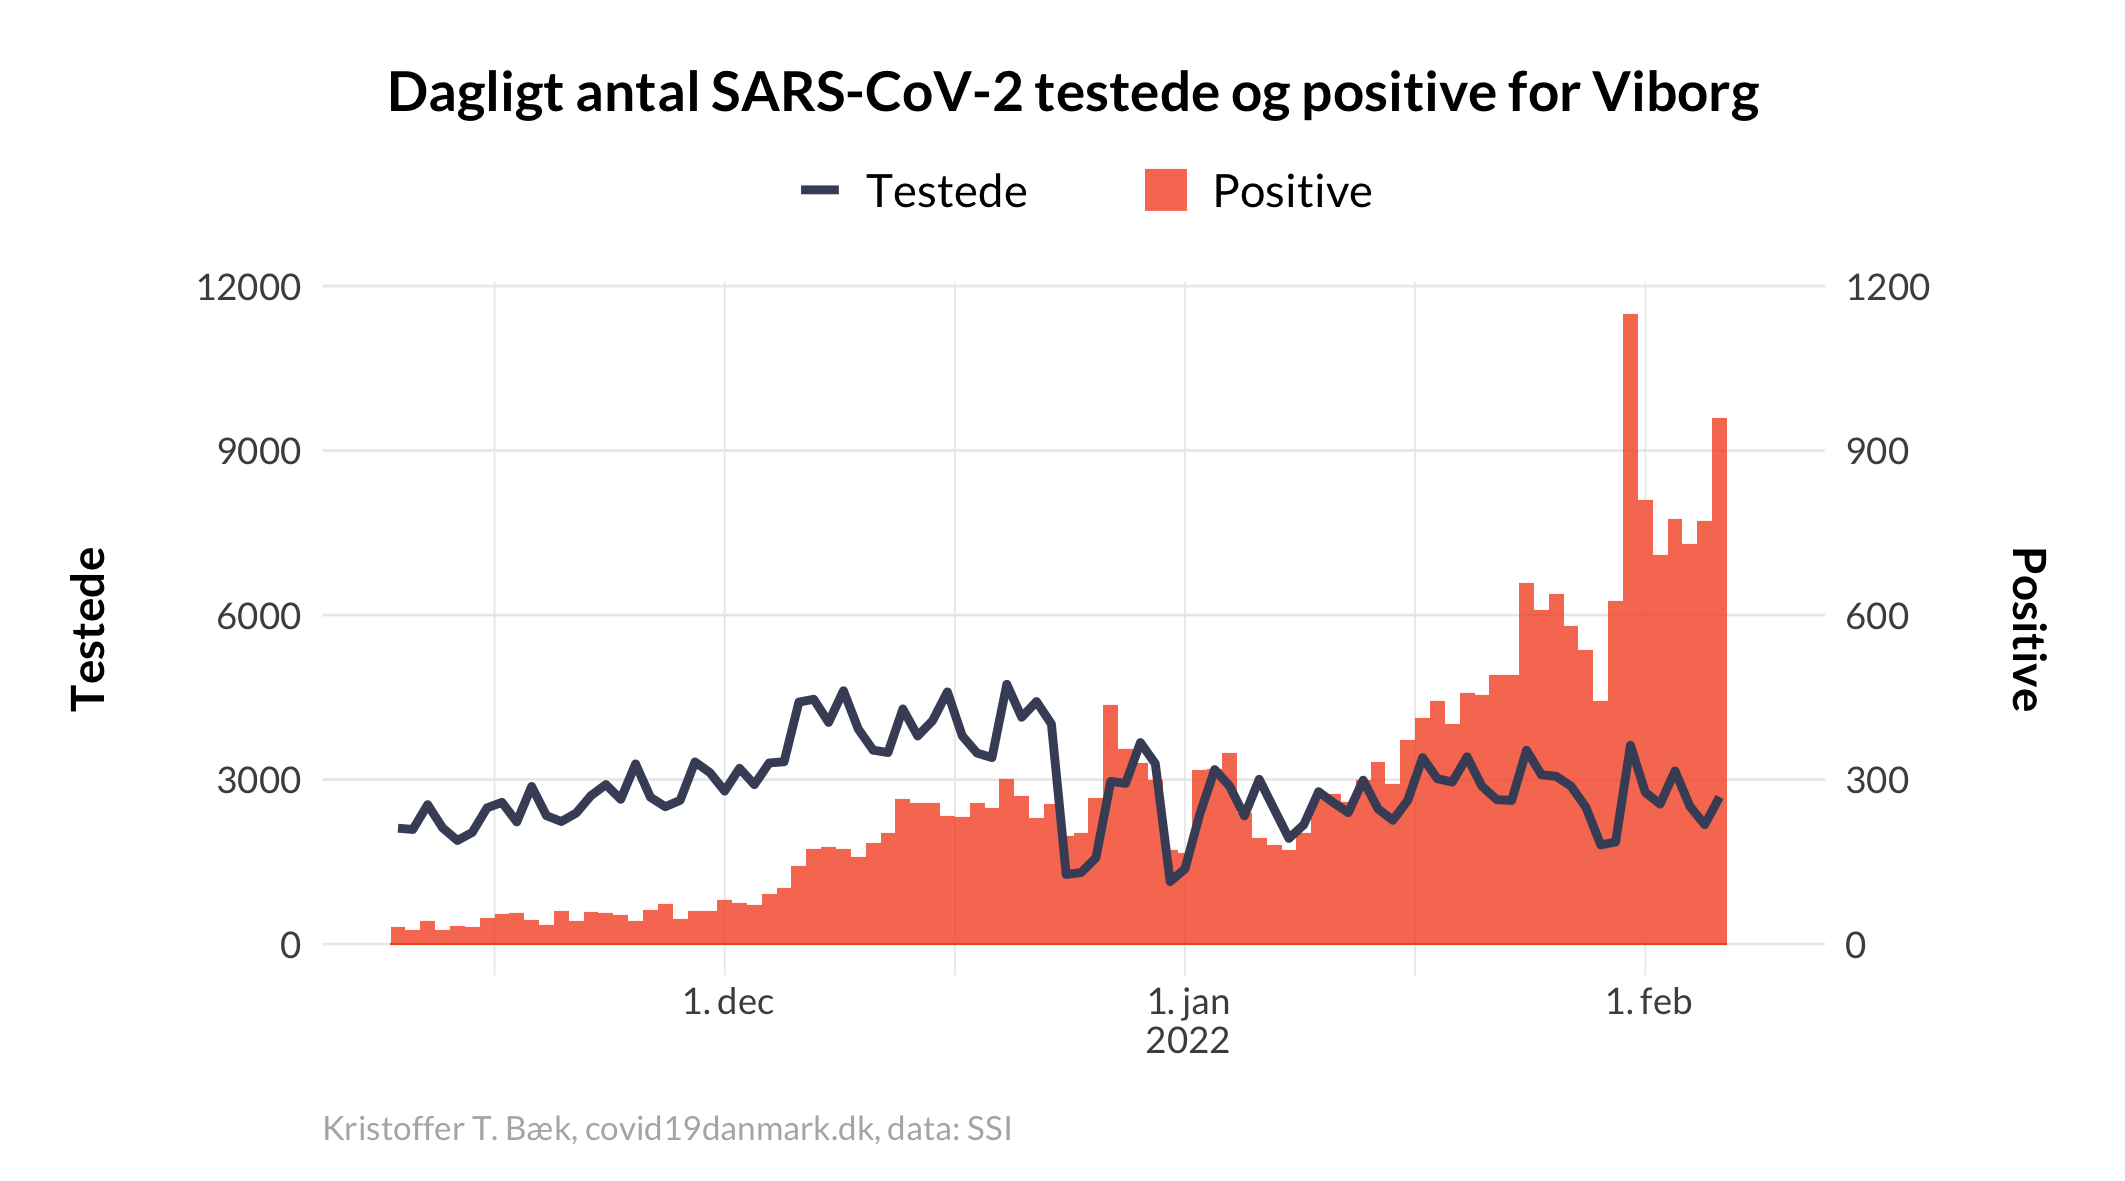 Dagligt antal SARS-CoV-2 testede og positive for Viborg
Testede
Positive
12000
9000
6000
3000
0
Testede
1200
900
600
300
0
Positive
1. dec
1. jan
2022
1. feb
Kristoffer T. Bæk, covid19danmark.dk, data: SSI